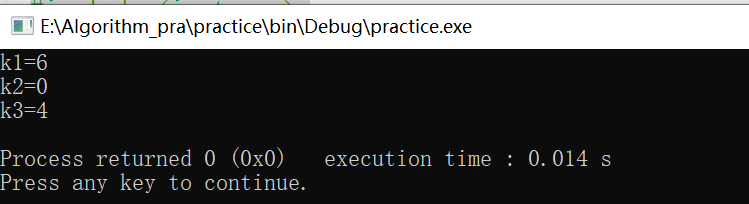 E:\Algorithm_pra\practice\bin\Debug\practice.exe
k1=6
k2=0
k3=4
Process returned 0 (0x0)   execution time : 0.014 s
Press any key to continue.